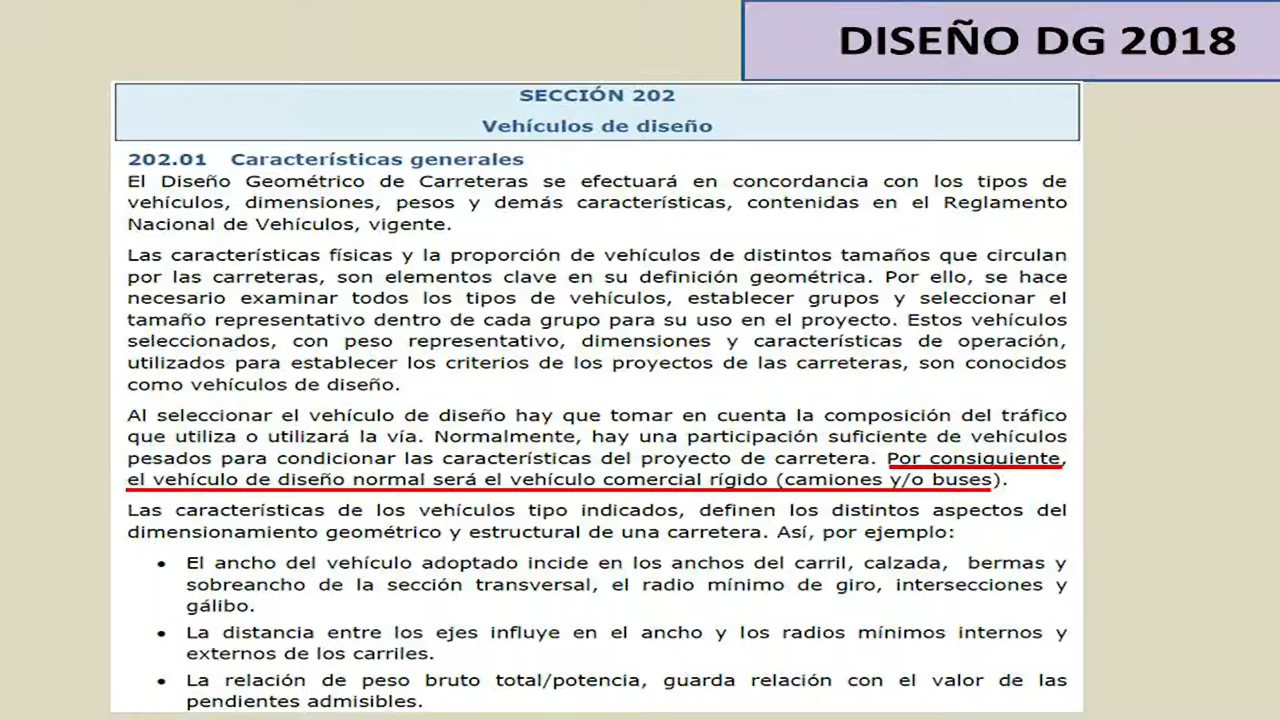 DISEÑO DG 2018
SECCIÓN 202
Vehículos de diseño
202.01 Características generales
El Diseño Geométrico de Carreteras se efectuará en concordancia con los tipos de
vehículos, dimensiones, pesos y demás características, contenidas en el Reglamento
Nacional de Vehículos, vigente.
Las características físicas y la proporción de vehículos de distintos tamaños que circulan
por las carreteras, son elementos clave en su definición geométrica. Por ello, se hace
necesario examinar todos los tipos de vehículos, establecer grupos y seleccionar el
tamaño representativo dentro de cada grupo para su uso en el proyecto. Estos vehículos
seleccionados, con peso representativo, dimensiones y características de operación,
utilizados para establecer los criterios de los proyectos de las carreteras, son conocidos
como vehículos de diseño.
Al seleccionar el vehículo de diseño hay que tomar en cuenta la composición del tráfico
que utiliza o utilizará la vía. Normalmente, hay una participación suficiente de vehículos
pesados para condicionar las características del proyecto de carretera. Por consiguiente,
el vehículo de diseño normal será el vehículo comercial rígido (camiones y/o buses).
Las características de los vehículos tipo indicados, definen los distintos aspectos del
dimensionamiento geométrico y estructural de una carretera. Así, por ejemplo:
• El ancho del vehículo adoptado incide en los anchos del carril, calzada, bermas y
sobreancho de la sección transversal, el radio mínimo de giro, intersecciones y
gálibo.
• La distancia entre los ejes influye en el ancho y los radios mínimos internos y
externos de los carriles.
• La relación de peso bruto total/potencia, guarda relación con el valor de las
pendientes admisibles.